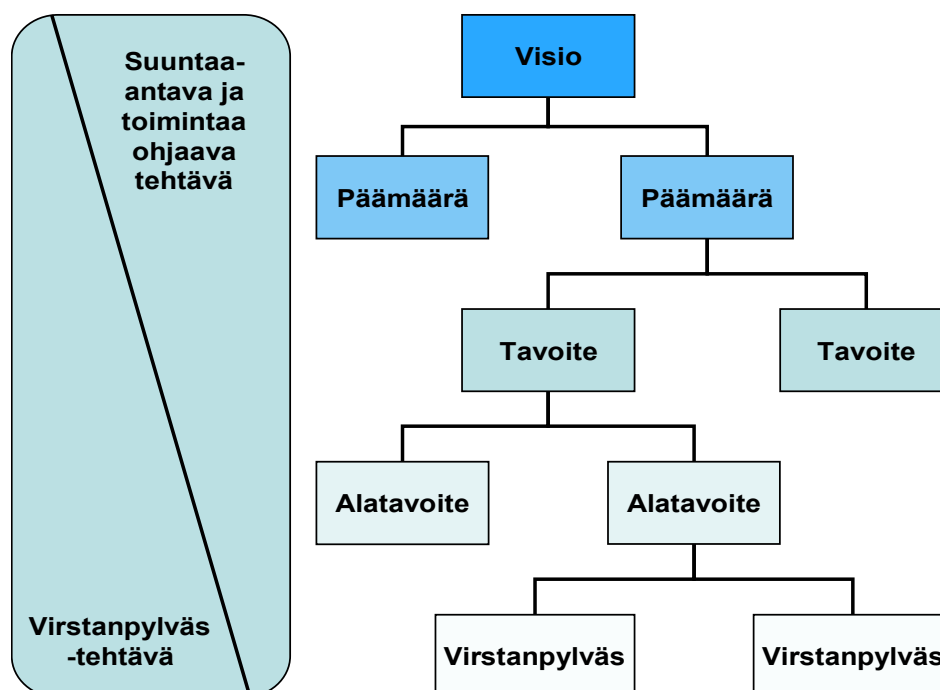 Suuntaa-
antava ja
toimintaa
ohjaava
tehtävä
Virstanpylväs
-tehtävä
Visio
Päämäärä
Päämäärä
Tavoite
Tavoite
Alatavoite
Alatavoite
Virstanpylväs
Virstanpylväs